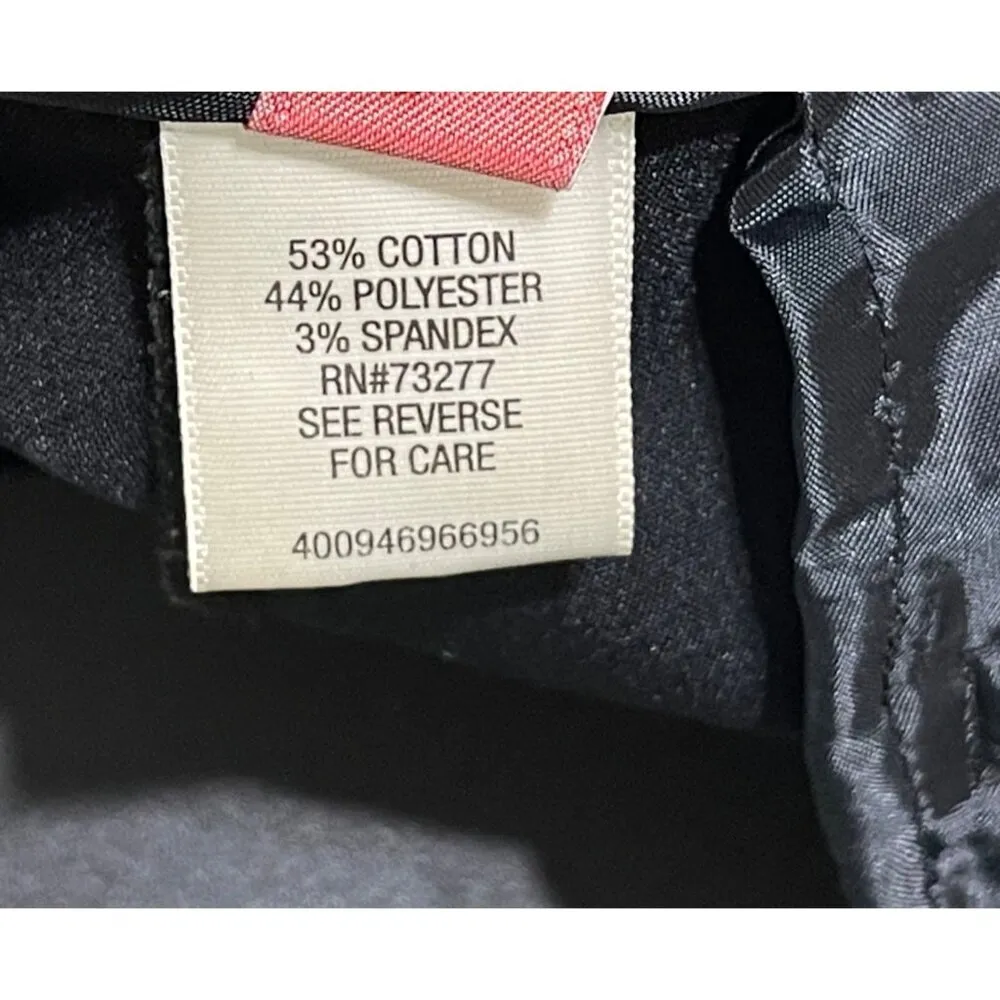 53% COTTON
44% POLYESTER
3% SPANDEX
RN#73277
SEE REVERSE
FOR CARE
400946966956